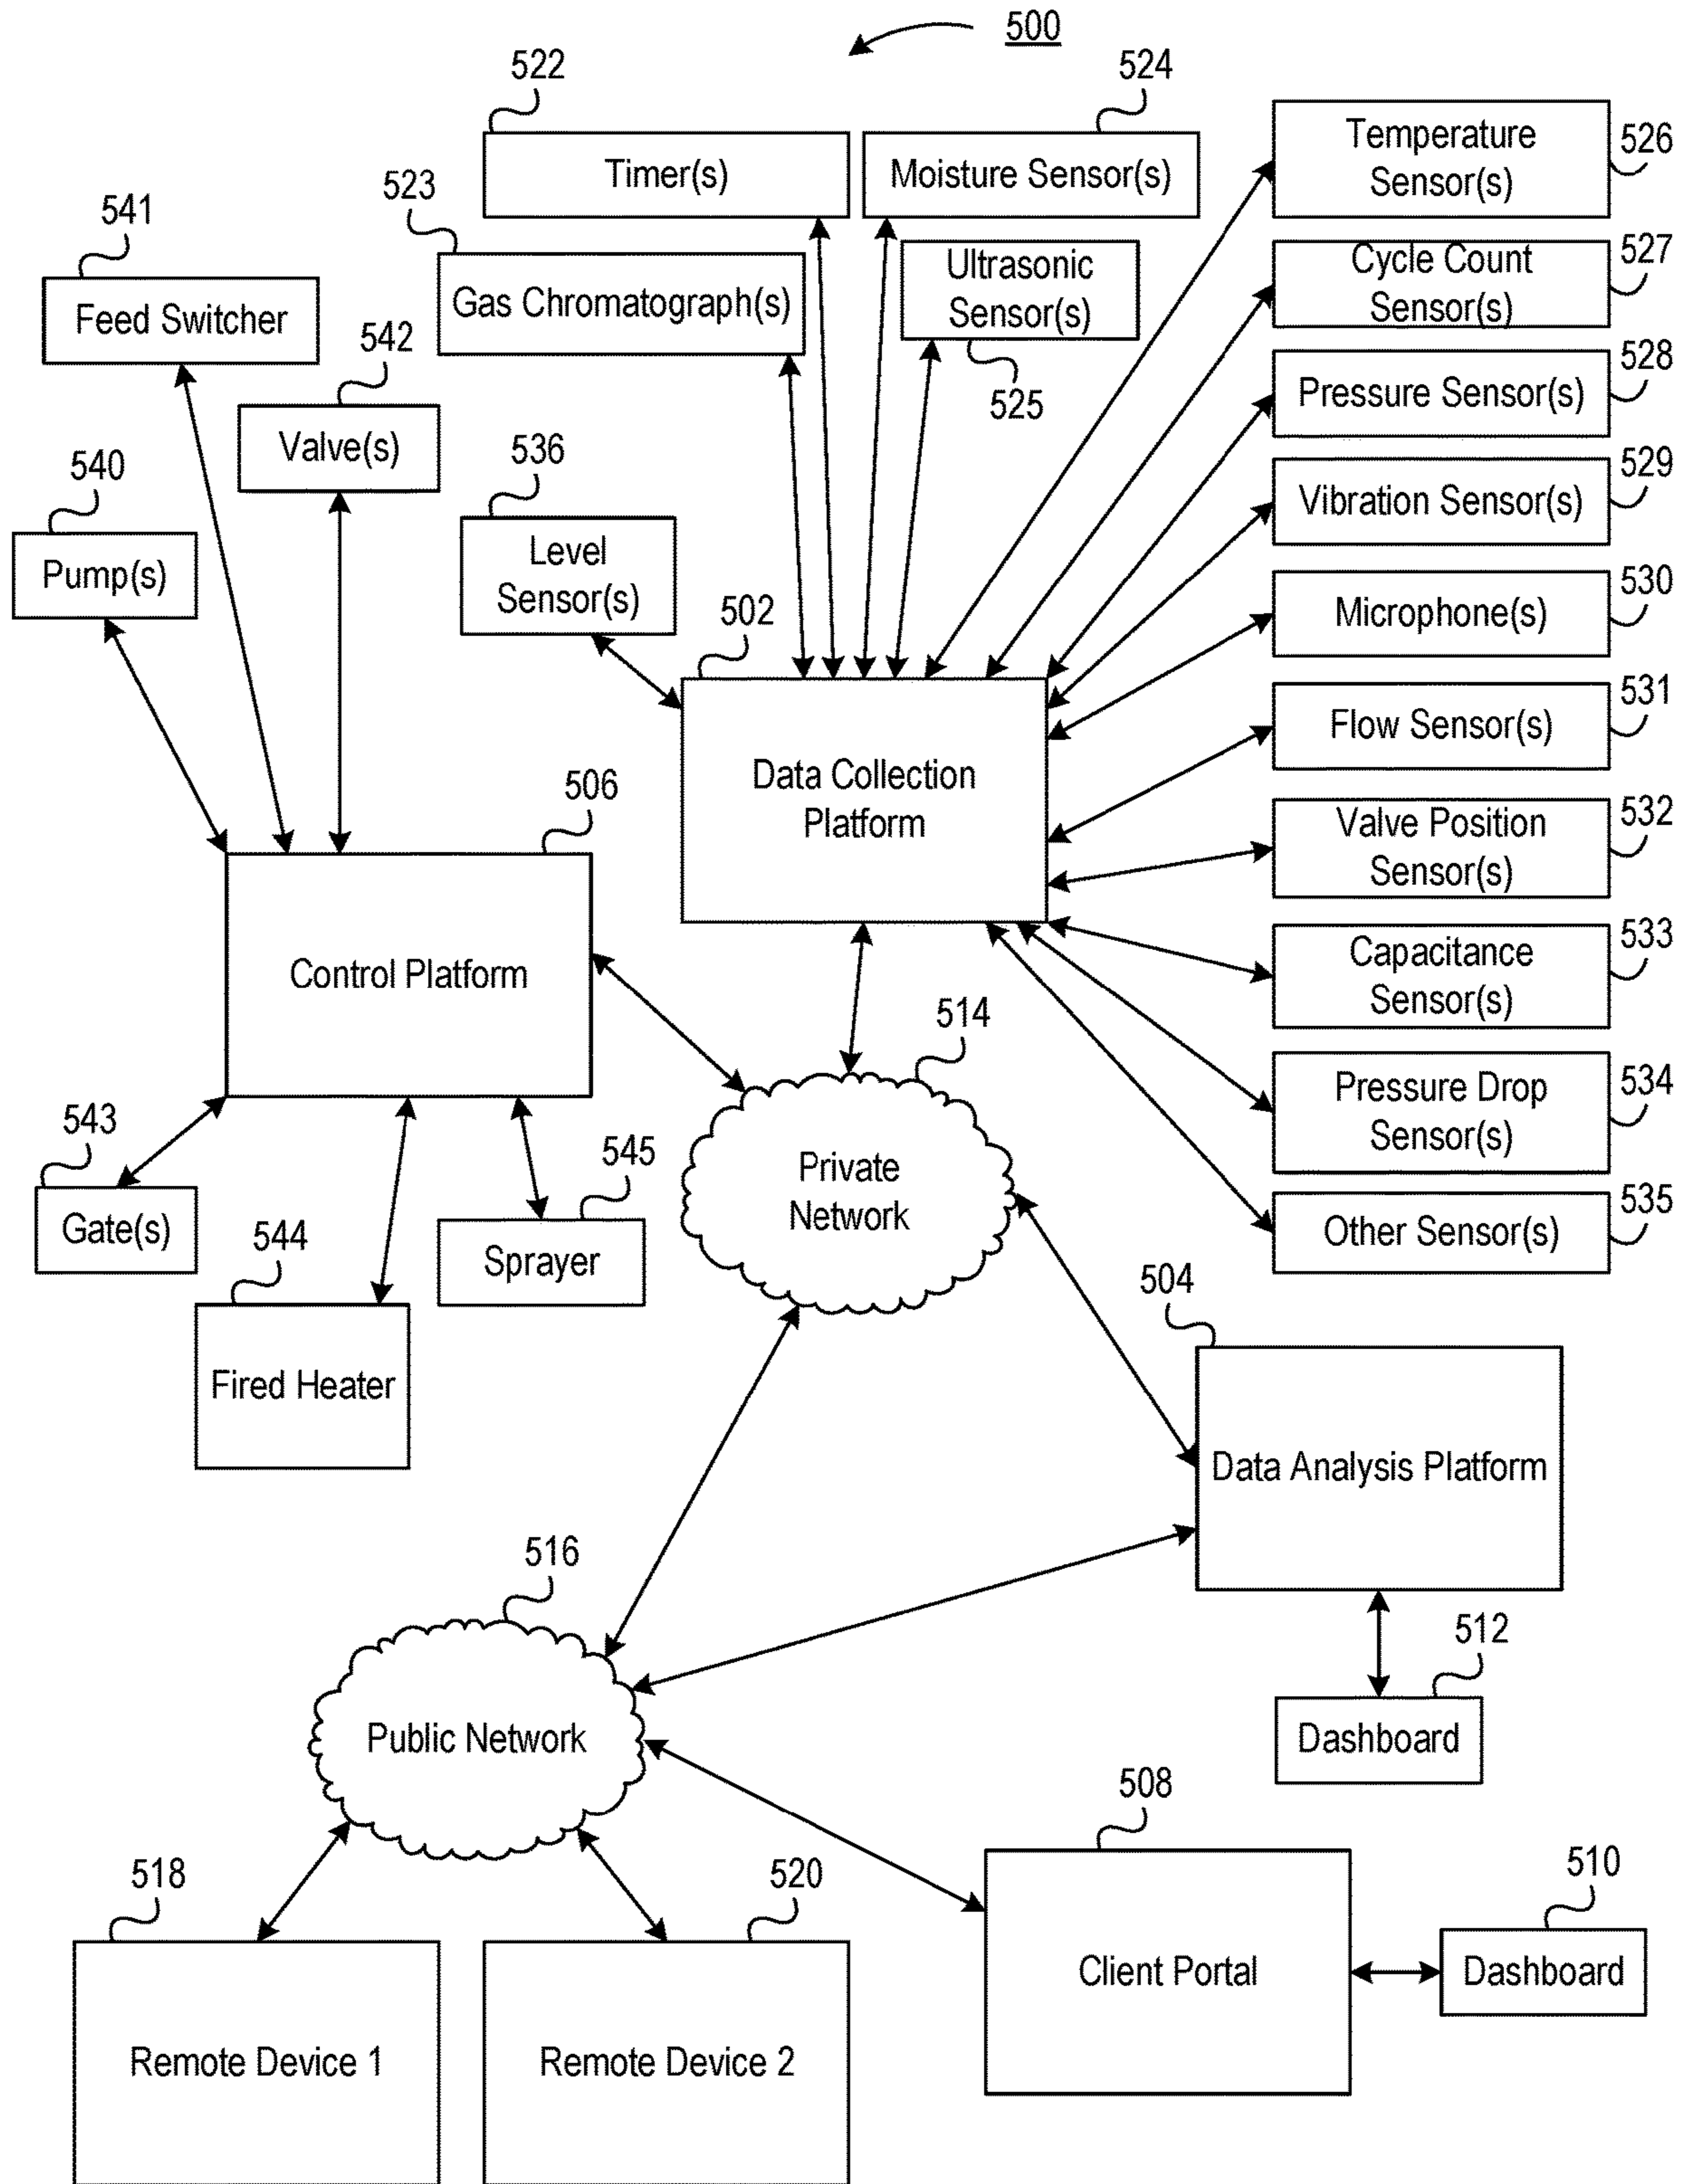 500
522
524
Timer(s)
Moisture Sensor(s)
Temperature
Sensor(s)
526
523
541
Gas Chromatograph(s)
Ultrasonic
Sensor(s)
525
Cycle Count
Sensor(s)
527
Feed Switcher
542
Valve(s)
Pressure Sensor(s)
528
540
Pump(s)
536
Level
Sensor(s)
Vibration Sensor(s)
529
502
Microphone(s)
530
Data Collection
Platform
Flow Sensor(s)
531
506
Control Platform
Valve Position
Sensor(s)
532
Capacitance
Sensor(s)
533
514
Private
Network
Pressure Drop
Sensor(s)
534
543
Gate(s)
545
Sprayer
Other Sensor(s)
535
544
Fired Heater
504
Data Analysis Platform
516
Public Network
512
Dashboard
508
Client Portal
510
Dashboard
518
Remote Device 1
520
Remote Device 2